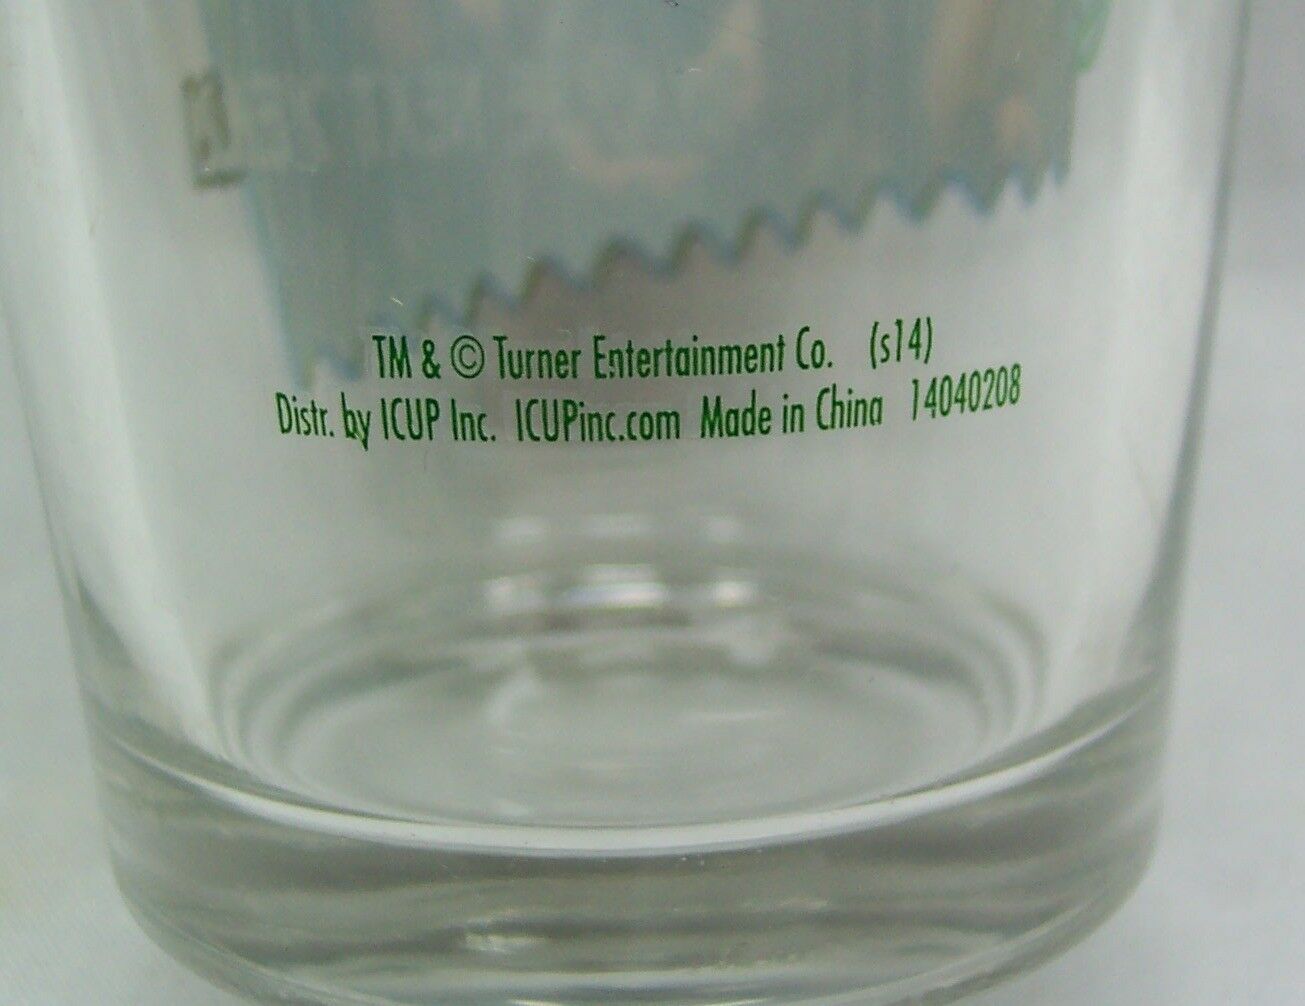 TM & © Turner Entertainment Co. (s14)
Distr. by ICUP Inc. ICUPinc.com Made in China 14040208